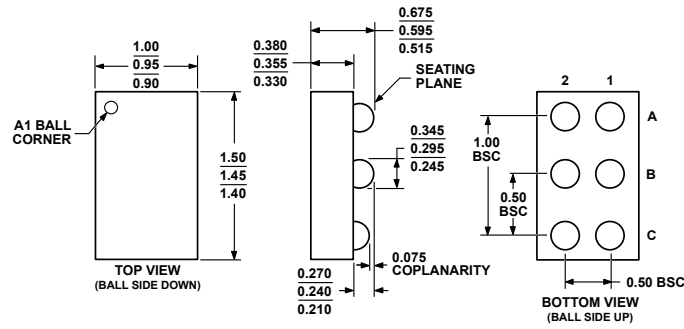 1.00
0.95
0.90
A1 BALL
CORNER
1.50
1.45
1.40
TOP VIEW
(BALL SIDE DOWN)
0.675
0.595
0.515
0.380
0.355
0.330
SEATING
PLANE
0.345
0.295
0.245
0.075
COPLANARITY
0.270
0.240
0.210
2 1
A
B
C
1.00
BSC
0.50
BSC
0.50 BSC
BOTTOM VIEW
(BALL SIDE UP)